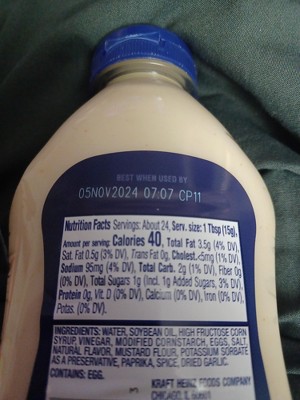 BEST WHEN USED BY
05NOV2024 07:07 CP11
Nutrition Facts Servings: About 24, Serv. size: 1 Tbsp (15g),
Amount per serving: Calories 40, Total Fat 3.5g (4% DV),
Sat. Fat 0.5g (3% DV), Trans Fat 0g, Cholest.<5mg (1% DV),
Sodium 95mg (4% DV), Total Carb. 2g (1% DV), Fiber 0g
(0% DV), Total Sugars 1g (Incl. 1g Added Sugars, 3% DV),
Protein 0g, Vit. D (0% DV), Calcium (0% DV), Iron (0% DV),
Potas. (0% DV).
INGREDIENTS: WATER, SOYBEAN OIL, HIGH FRUCTOSE CORN
SYRUP, VINEGAR, MODIFIED CORNSTARCH, EGGS, SALT,
NATURAL FLAVOR, MUSTARD FLOUR, POTASSIUM SORBATE
AS A PRESERVATIVE, PAPRIKA, SPICE, DRIED GARLIC.
CONTAINS: EGG.
KRAFT HEINZ FOODS COMPANY
CHICAGO, IL